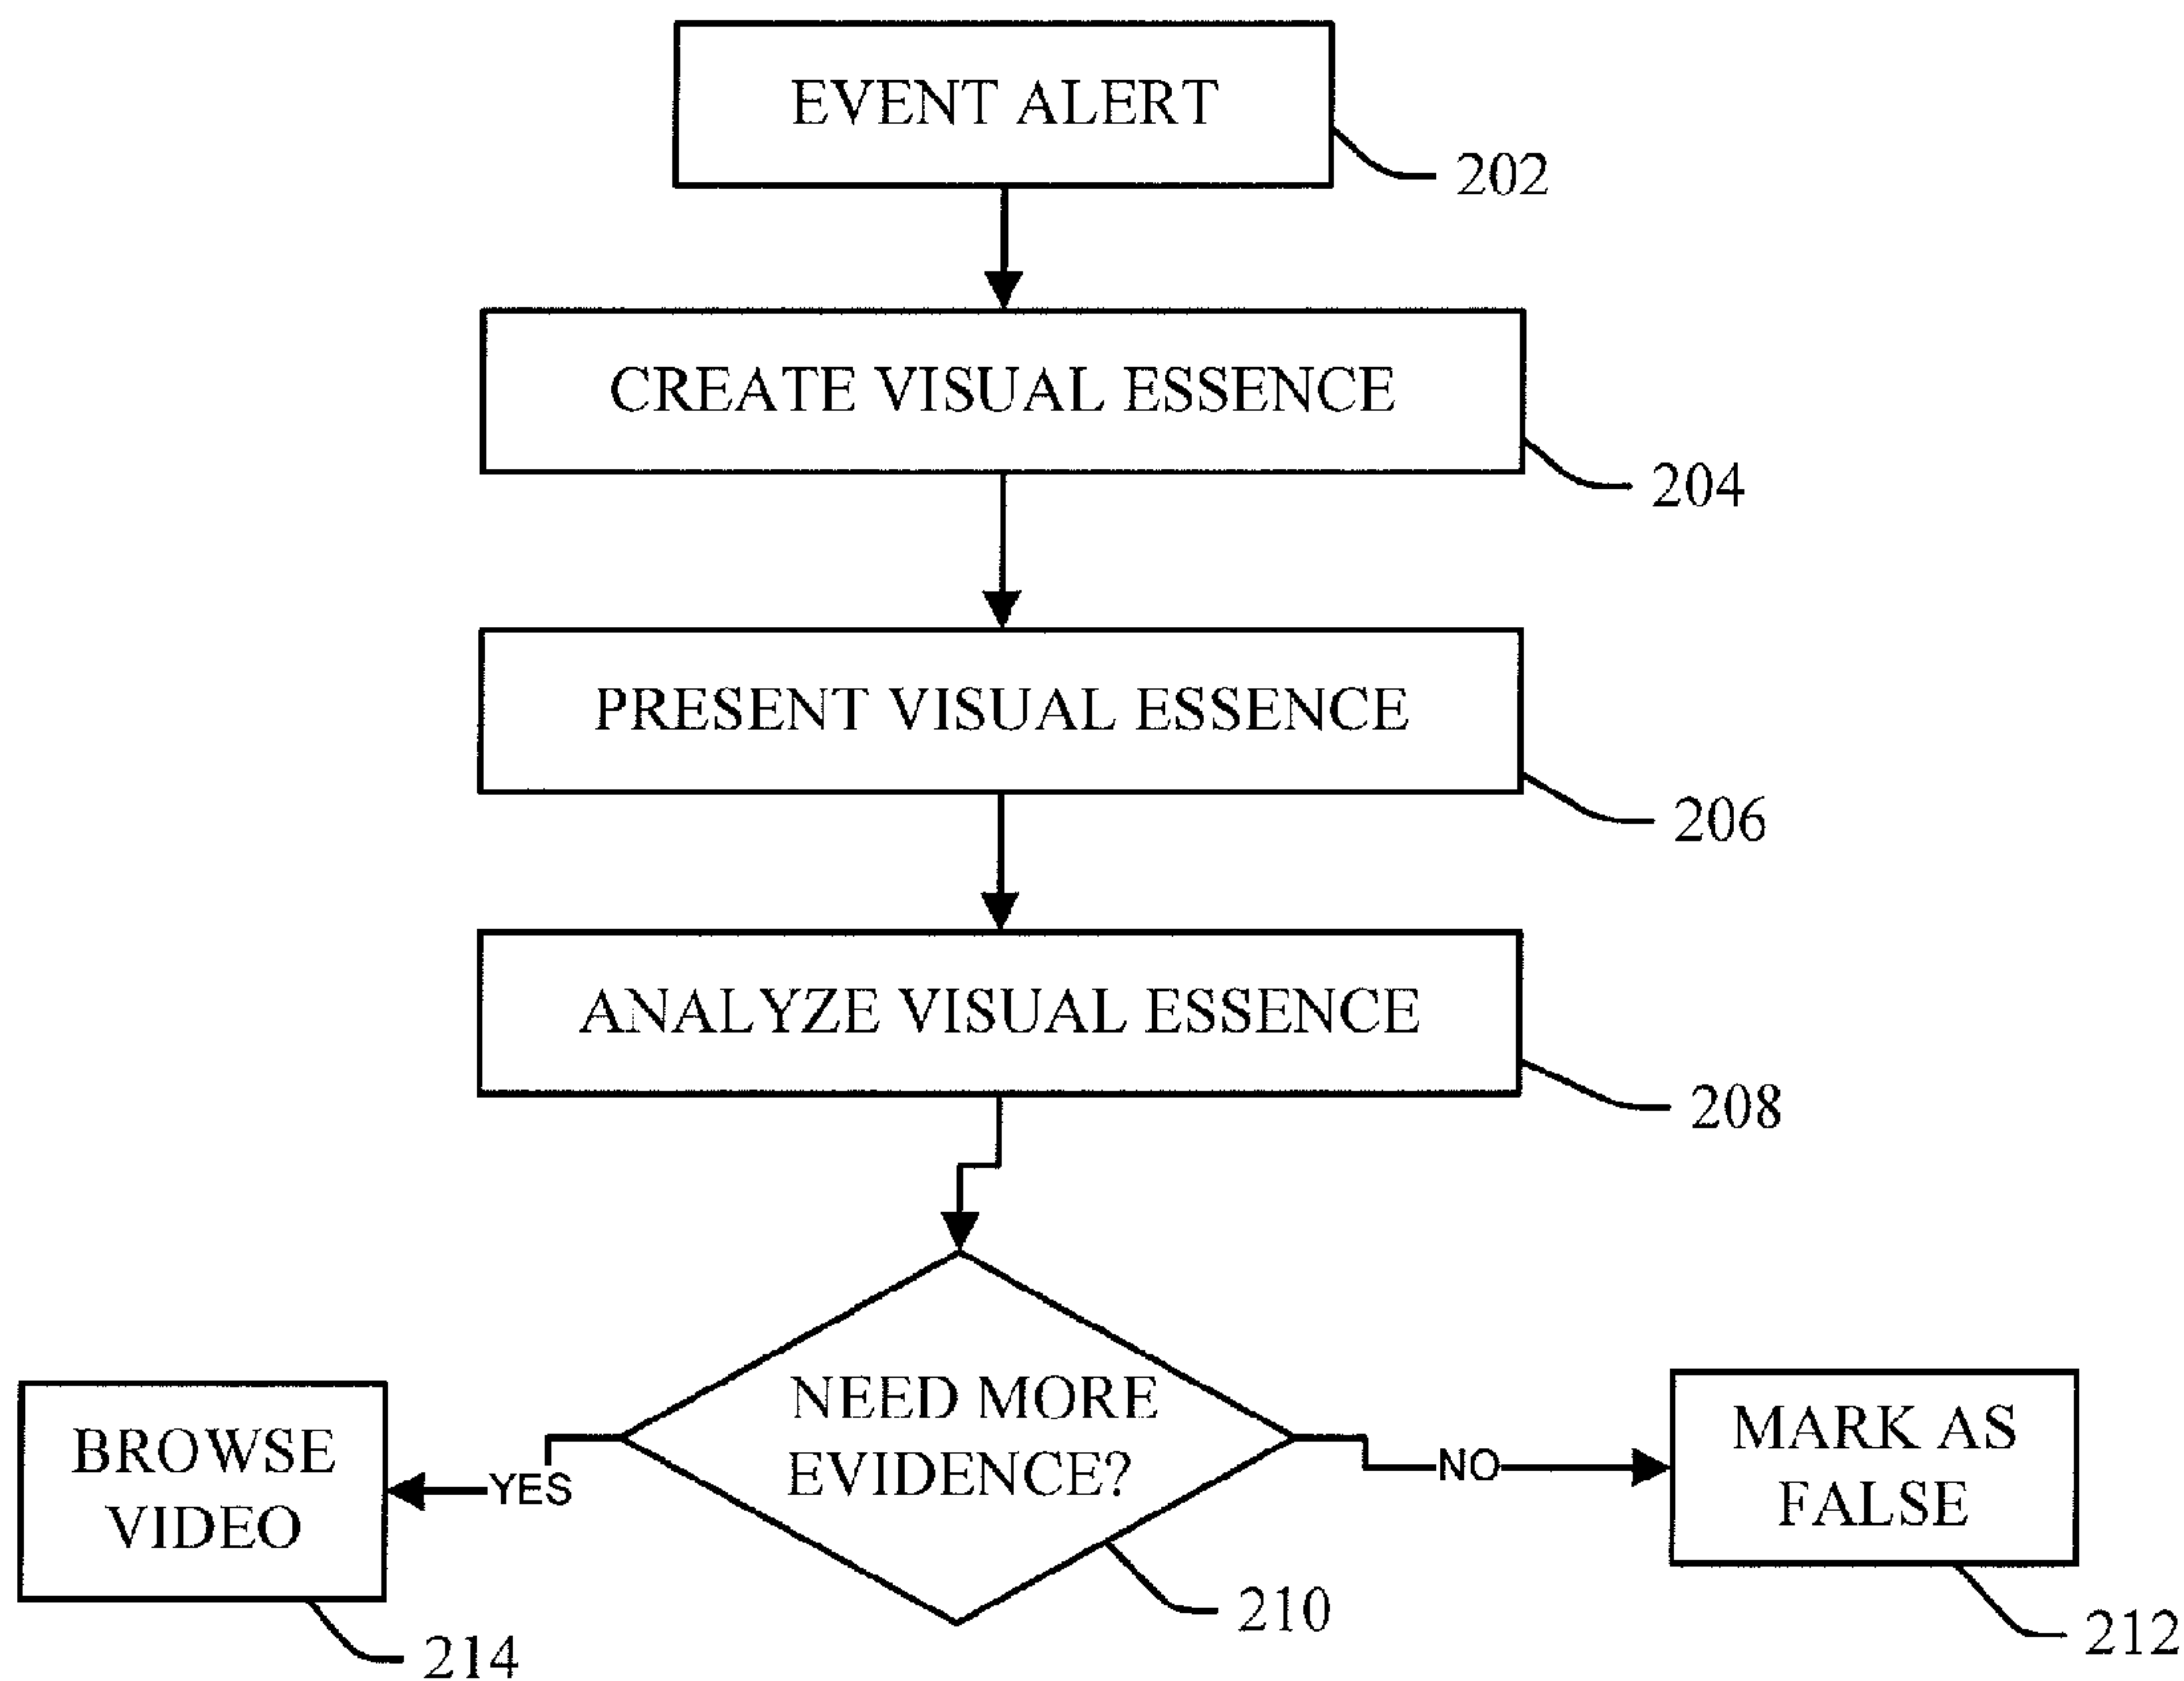 EVENT ALERT
202
CREATE VISUAL ESSENCE
204
PRESENT VISUAL ESSENCE
206
ANALYZE VISUAL ESSENCE
208
NEED MORE
EVIDENCE?
210
YES
BROWSE
VIDEO
214
NO
MARK AS
FALSE
212